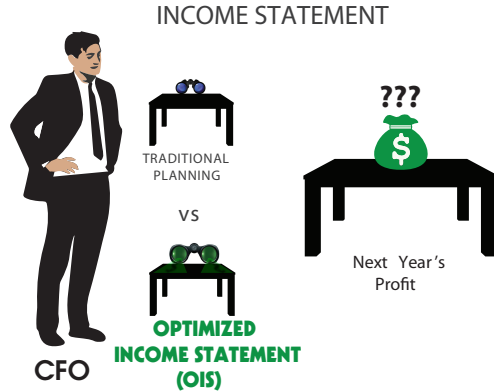 INCOME STATEMENT
TRADITIONAL
PLANNING
VS
OPTIMIZED
INCOME STATEMENT
(OIS)
CFO
???
$
Next Year's
Profit